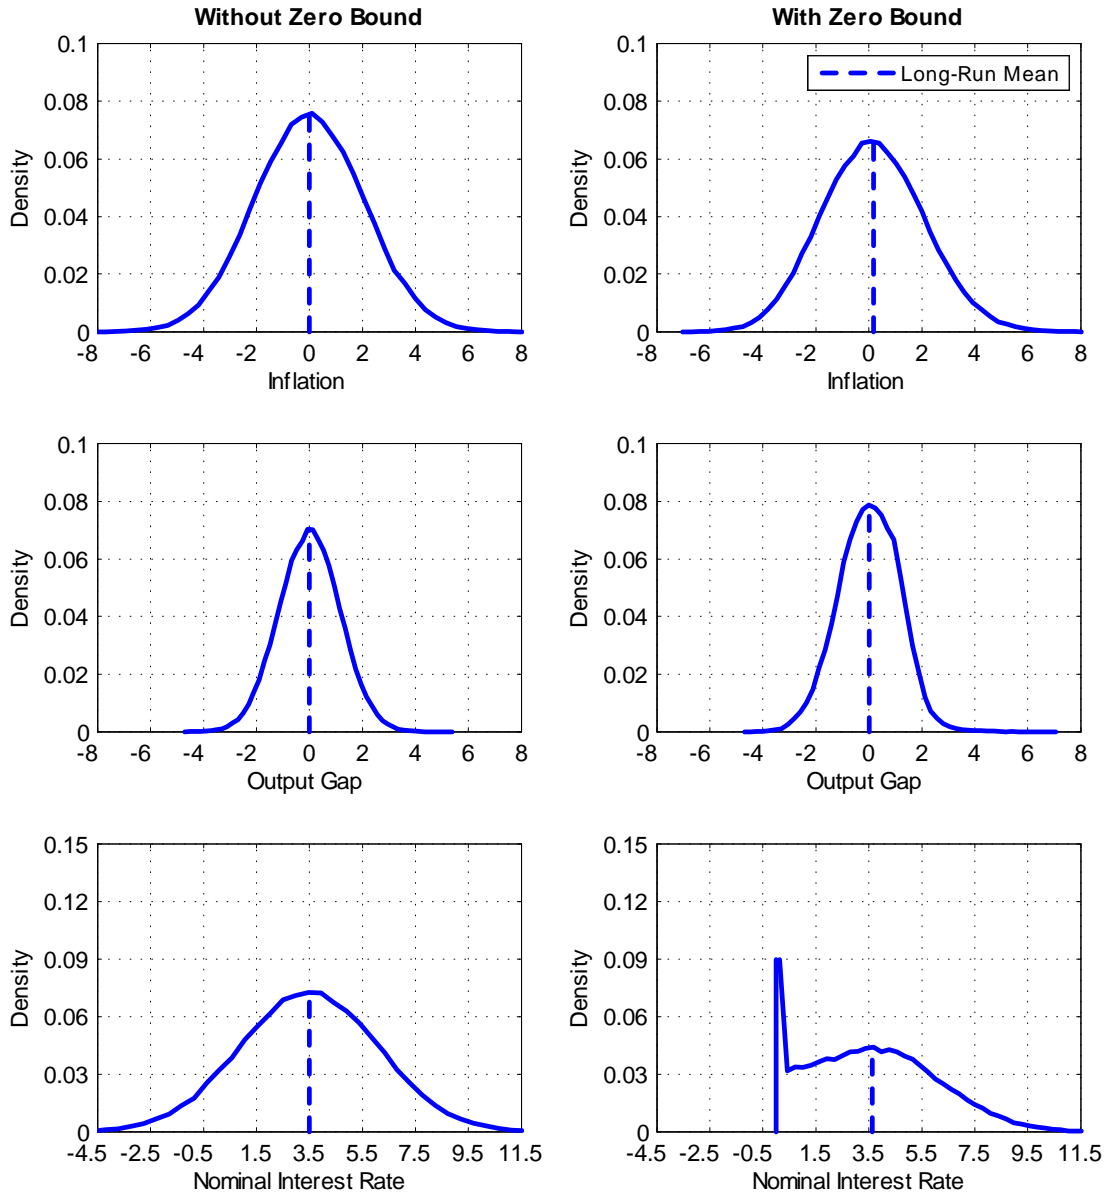 Without Zero Bound With Zero Bound
0.1 0.1
Long-Run Mean
0.08 0.08
0.06 0.06
Density Density
0.04 0.04
0.02 0.02
0 0
-8 -6 -4 -2 0 2 4 6 8 -8 -6 -4 -2 0 2 4 6 8
Inflation Inflation
0.1 0.1
0.08 0.08
0.06 0.06
Density Density
0.04 0.04
0.02 0.02
0 0
-8 -6 -4 -2 0 2 4 6 8 -8 -6 -4 -2 0 2 4 6 8
Output Gap Output Gap
0.15 0.15
0.12 0.12
0.09 0.09
Density Density
0.06 0.06
0.03 0.03
0 0
-4.5 -2.5 -0.5 1.5 3.5 5.5 7.5 9.5 11.5 -4.5 -2.5 -0.5 1.5 3.5 5.5 7.5 9.5 11.5
Nominal Interest Rate Nominal Interest Rate